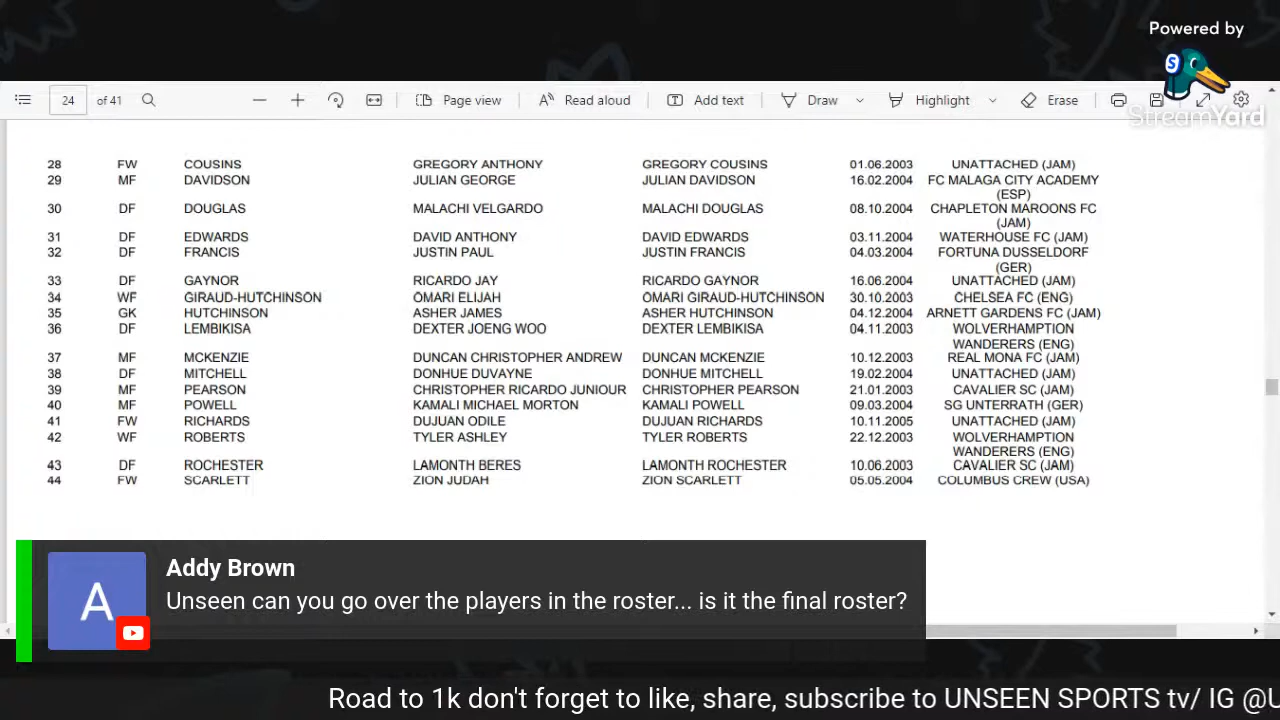 Powered by
StreamYard
24 of 41 Page view Read aloud Add text Draw Highlight Erase
28 FW COUSINS GREGORY ANTHONY GREGORY COUSINS 01.06.2003 UNATTACHED (JAM)
29 MF DAVIDSON JULIAN GEORGE JULIAN DAVIDSON 16.02.2004 FC MALAGA CITY ACADEMY
(ESP)
30 DF DOUGLAS MALACHI VELGARDO MALACHI DOUGLAS 08.10.2004 CHAPLETON MAROONS FC
(JAM)
31 DF EDWARDS DAVID ANTHONY DAVID EDWARDS 03.11.2004 WATERHOUSE FC (JAM)
32 DF FRANCIS JUSTIN PAUL JUSTIN FRANCIS 04.03.2004 FORTUNA DUSSELDORF
(GER)
33 DF GAYNOR RICARDO JAY RICARDO GAYNOR 16.06.2004 UNATTACHED (JAM)
34 WF GIRAUD-HUTCHINSON OMARI ELIJAH OMARI GIRAUD-HUTCHINSON 30.10.2003 CHELSEA FC (ENG)
35 GK HUTCHINSON ASHER JAMES ASHER HUTCHINSON 04.12.2004 ARNETT GARDENS FC (JAM)
36 DF LEMBIKISA DEXTER JOENG WOO DEXTER LEMBIKISA 04.11.2003 WOLVERHAMPTION
WANDERERS (ENG)
37 MF MCKENZIE DUNCAN CHRISTOPHER ANDREW DUNCAN MCKENZIE 10.12.2003 REAL MONA FC (JAM)
38 DF MITCHELL DONHUE DUVAYNE DONHUE MITCHELL 19.02.2004 UNATTACHED (JAM)
39 MF PEARSON CHRISTOPHER RICARDO JUNIOUR CHRISTOPHER PEARSON 21.01.2003 CAVALIER SC (JAM)
40 MF POWELL KAMALI MICHAEL MORTON KAMALI POWELL 09.03.2004 SG UNTERRATH (GER)
41 FW RICHARDS DUJUAN ODILE DUJUAN RICHARDS 10.11.2005 UNATTACHED (JAM)
42 WF ROBERTS TYLER ASHLEY TYLER ROBERTS 22.12.2003 WOLVERHAMPTION
WANDERERS (ENG)
43 DF ROCHESTER LAMONTH BERES LAMONTH ROCHESTER 10.06.2003 CAVALIER SC (JAM)
44 FW SCARLETT ZION JUDAH ZION SCARLETT 05.05.2004 COLUMBUS CREW (USA)
A
Addy Brown
Unseen can you go over the players in the roster... is it the final roster?
Road to 1k don't forget to like, share, subscribe to UNSEEN SPORTS tv/ IG @U